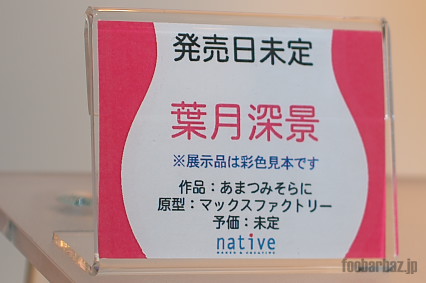 発売日未定
葉月深景
※展示品は彩色見本です
作品：あまつみそらに
原型：マックスファクトリー
予価：未定
native
foobarbaz.jp